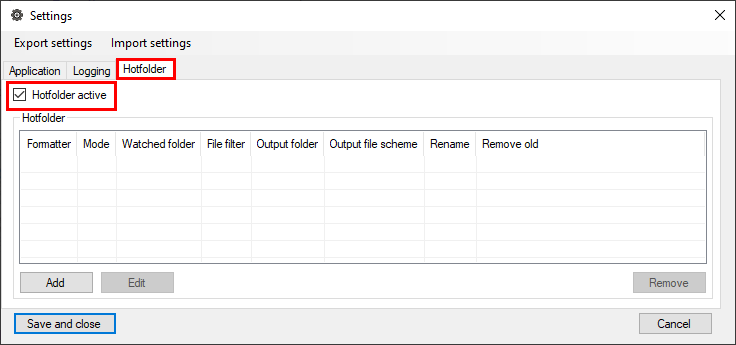 Settings
Export settings Import settings
Application Logging Hotfolder
Hotfolder active
Hotfolder
Formatter Mode Watched folder File filter Output folder Output file scheme Rename Remove old
Add Edit Remove
Save and close Cancel